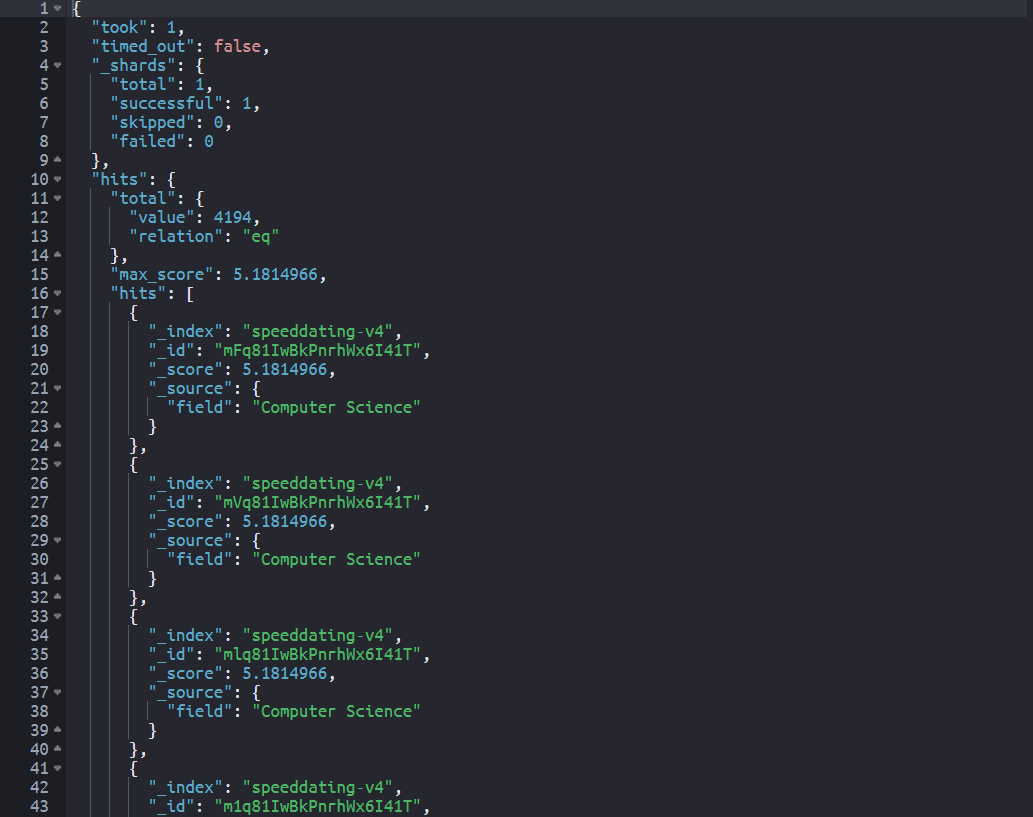 1 {
2 "took": 1,
3 "timed_out": false,
4 "_shards": {
5 "total": 1,
6 "successful": 1,
7 "skipped": 0,
8 "failed": 0
9 },
10 "hits": {
11 "total": {
12 "value": 4194,
13 "relation": "eq"
14 },
15 "max_score": 5.1814966,
16 "hits": [
17 {
18 "_index": "speeddating-v4",
19 "_id": "mFq81IwBkPnrhWx6I41T",
20 "_score": 5.1814966,
21 "_source": {
22 "field": "Computer Science"
23 }
24 },
25 {
26 "_index": "speeddating-v4",
27 "_id": "mVq81IwBkPnrhWx6I41T",
28 "_score": 5.1814966,
29 "_source": {
30 "field": "Computer Science"
31 }
32 },
33 {
34 "_index": "speeddating-v4",
35 "_id": "mlq81IwBkPnrhWx6I41T",
36 "_score": 5.1814966,
37 "_source": {
38 "field": "Computer Science"
39 }
40 },
41 {
42 "_index": "speeddating-v4",
43 "_id": "m1q81IwBkPnrhWx6I41T",